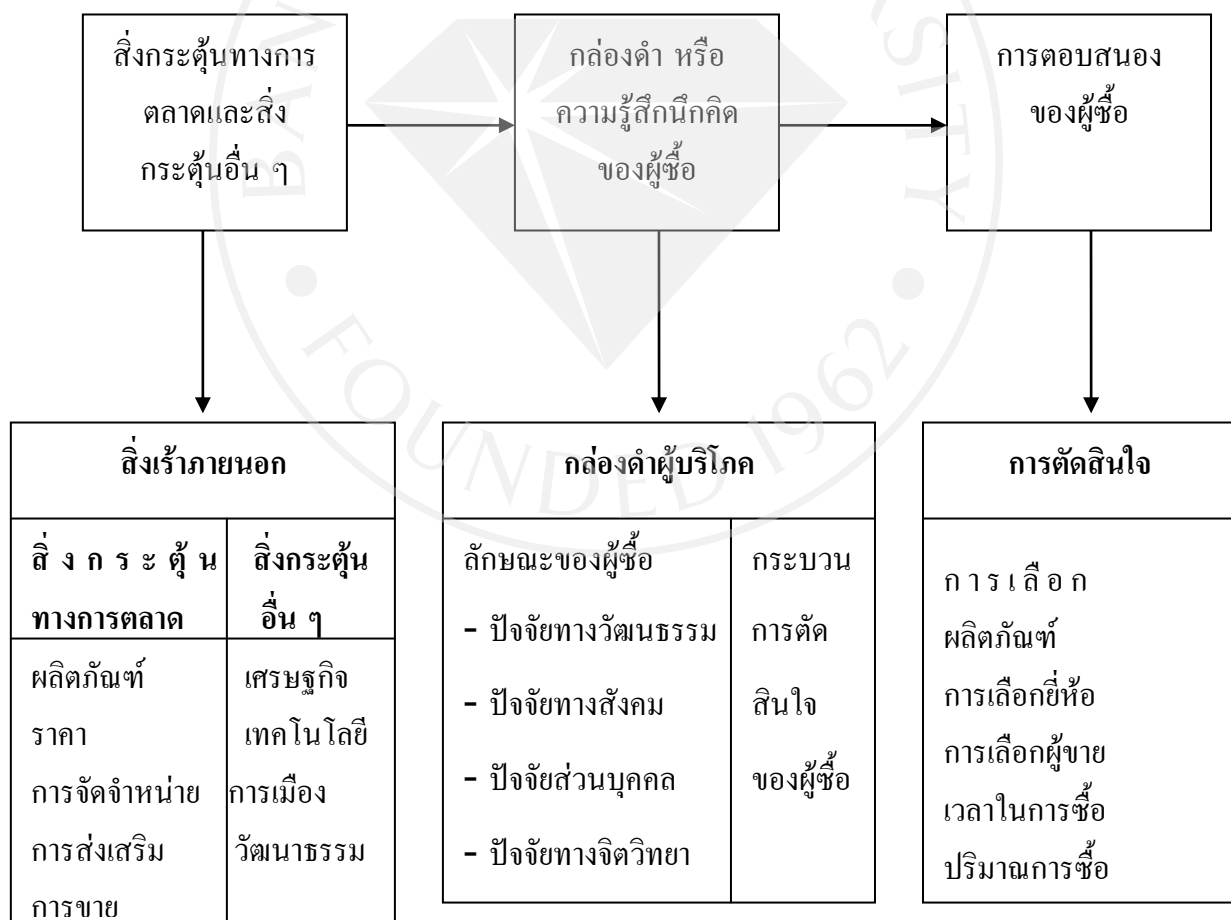 สิ่งกระตุ้นทางการ
ตลาดและสิ่ง
กระตุ้นอื่น ๆ
กล่องดำ หรือ
ความรู้สึกนึกคิด
ของผู้ซื้อ
การตอบสนอง
ของผู้ซื้อ
สิ่งเร้าภายนอก
สิ่งกระตุ้น
ทางการตลาด
สิ่งกระตุ้น
อื่น ๆ
ผลิตภัณฑ์
ราคา
การจัดจำหน่าย
การส่งเสริม
การขาย
เศรษฐกิจ
เทคโนโลยี
การเมือง
วัฒนาธรรม
กล่องดำผู้บริโภค
ลักษณะของผู้ซื้อ
- ปัจจัยทางวัฒนธรรม
- ปัจจัยทางสังคม
- ปัจจัยส่วนบุคคล
- ปัจจัยทางจิตวิทยา
กระบวน
การตัด
สินใจ
ของผู้ซื้อ
การตัดสินใจ
การเลือก
ผลิตภัณฑ์
การเลือกยี่ห้อ
การเลือกผู้ขาย
เวลาในการซื้อ
ปริมาณการซื้อ
FOUNDED 1962